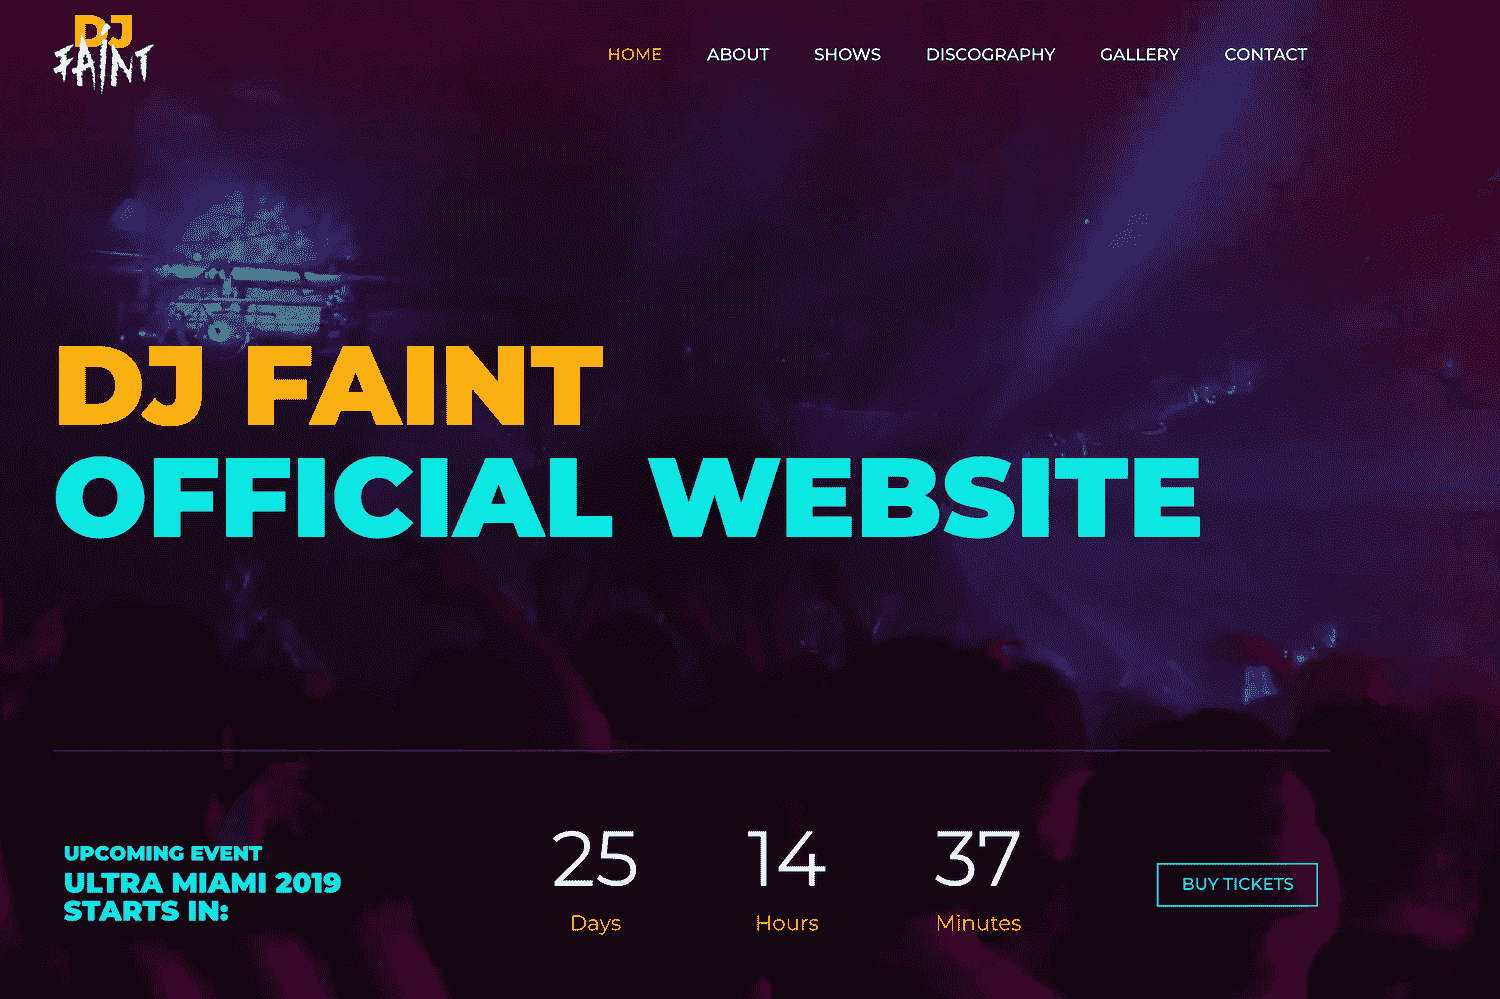 DJ
FAINT
HOME ABOUT SHOWS DISCOGRAPHY GALLERY CONTACT
DJ FAINT
OFFICIAL WEBSITE
UPCOMING EVENT
ULTRA MIAMI 2019
STARTS IN:
25 14 37
Days Hours Minutes
BUY TICKETS